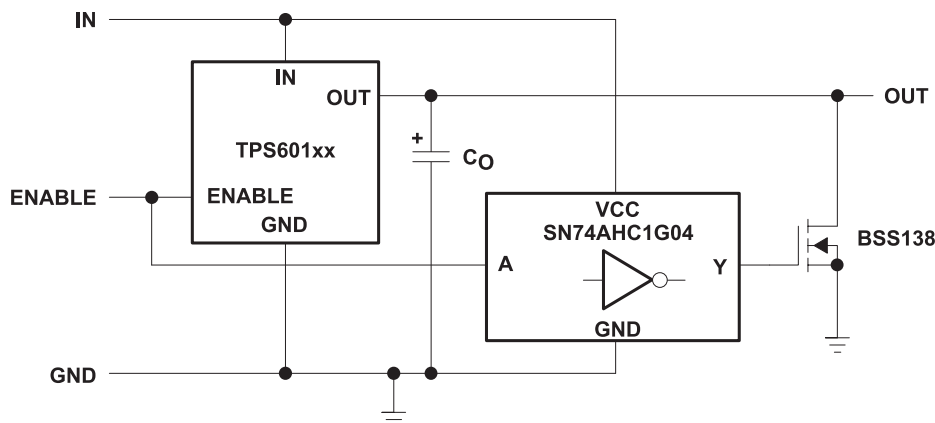 IN
IN
OUT
OUT
TPS601xx
+
CO
ENABLE
ENABLE
GND
VCC
SN74AHC1G04
BSS138
A
Y
GND
GND